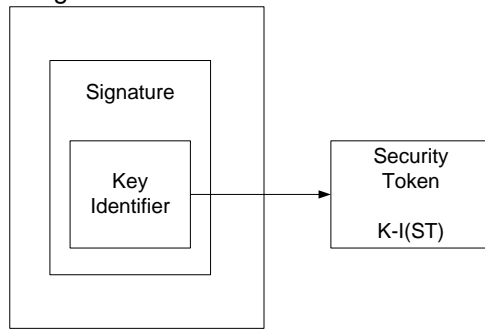 Signature
Key
Identifier
Security
Token
K-I(ST)